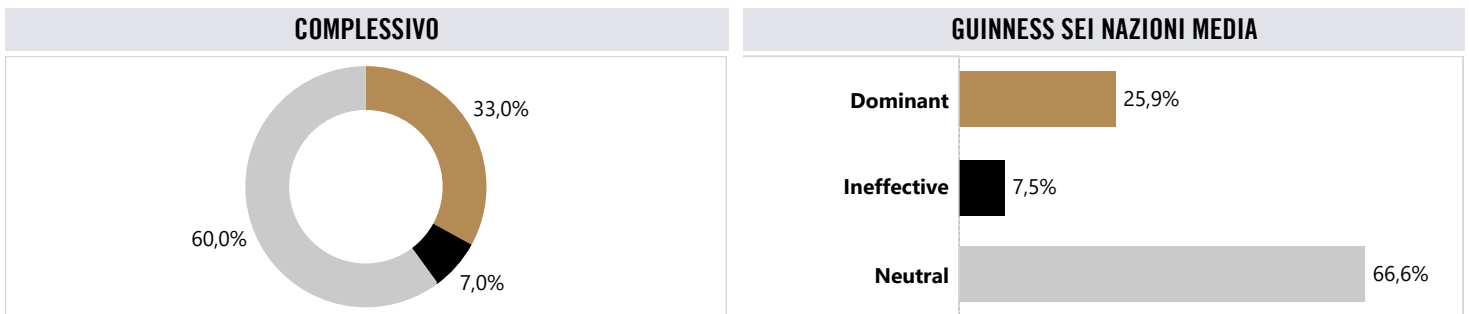 COMPLESSIVO
33,0%
60,0%
7,0%
GUINNESS SEI NAZIONI MEDIA
Dominant 25,9%
Ineffective 7,5%
Neutral 66,6%